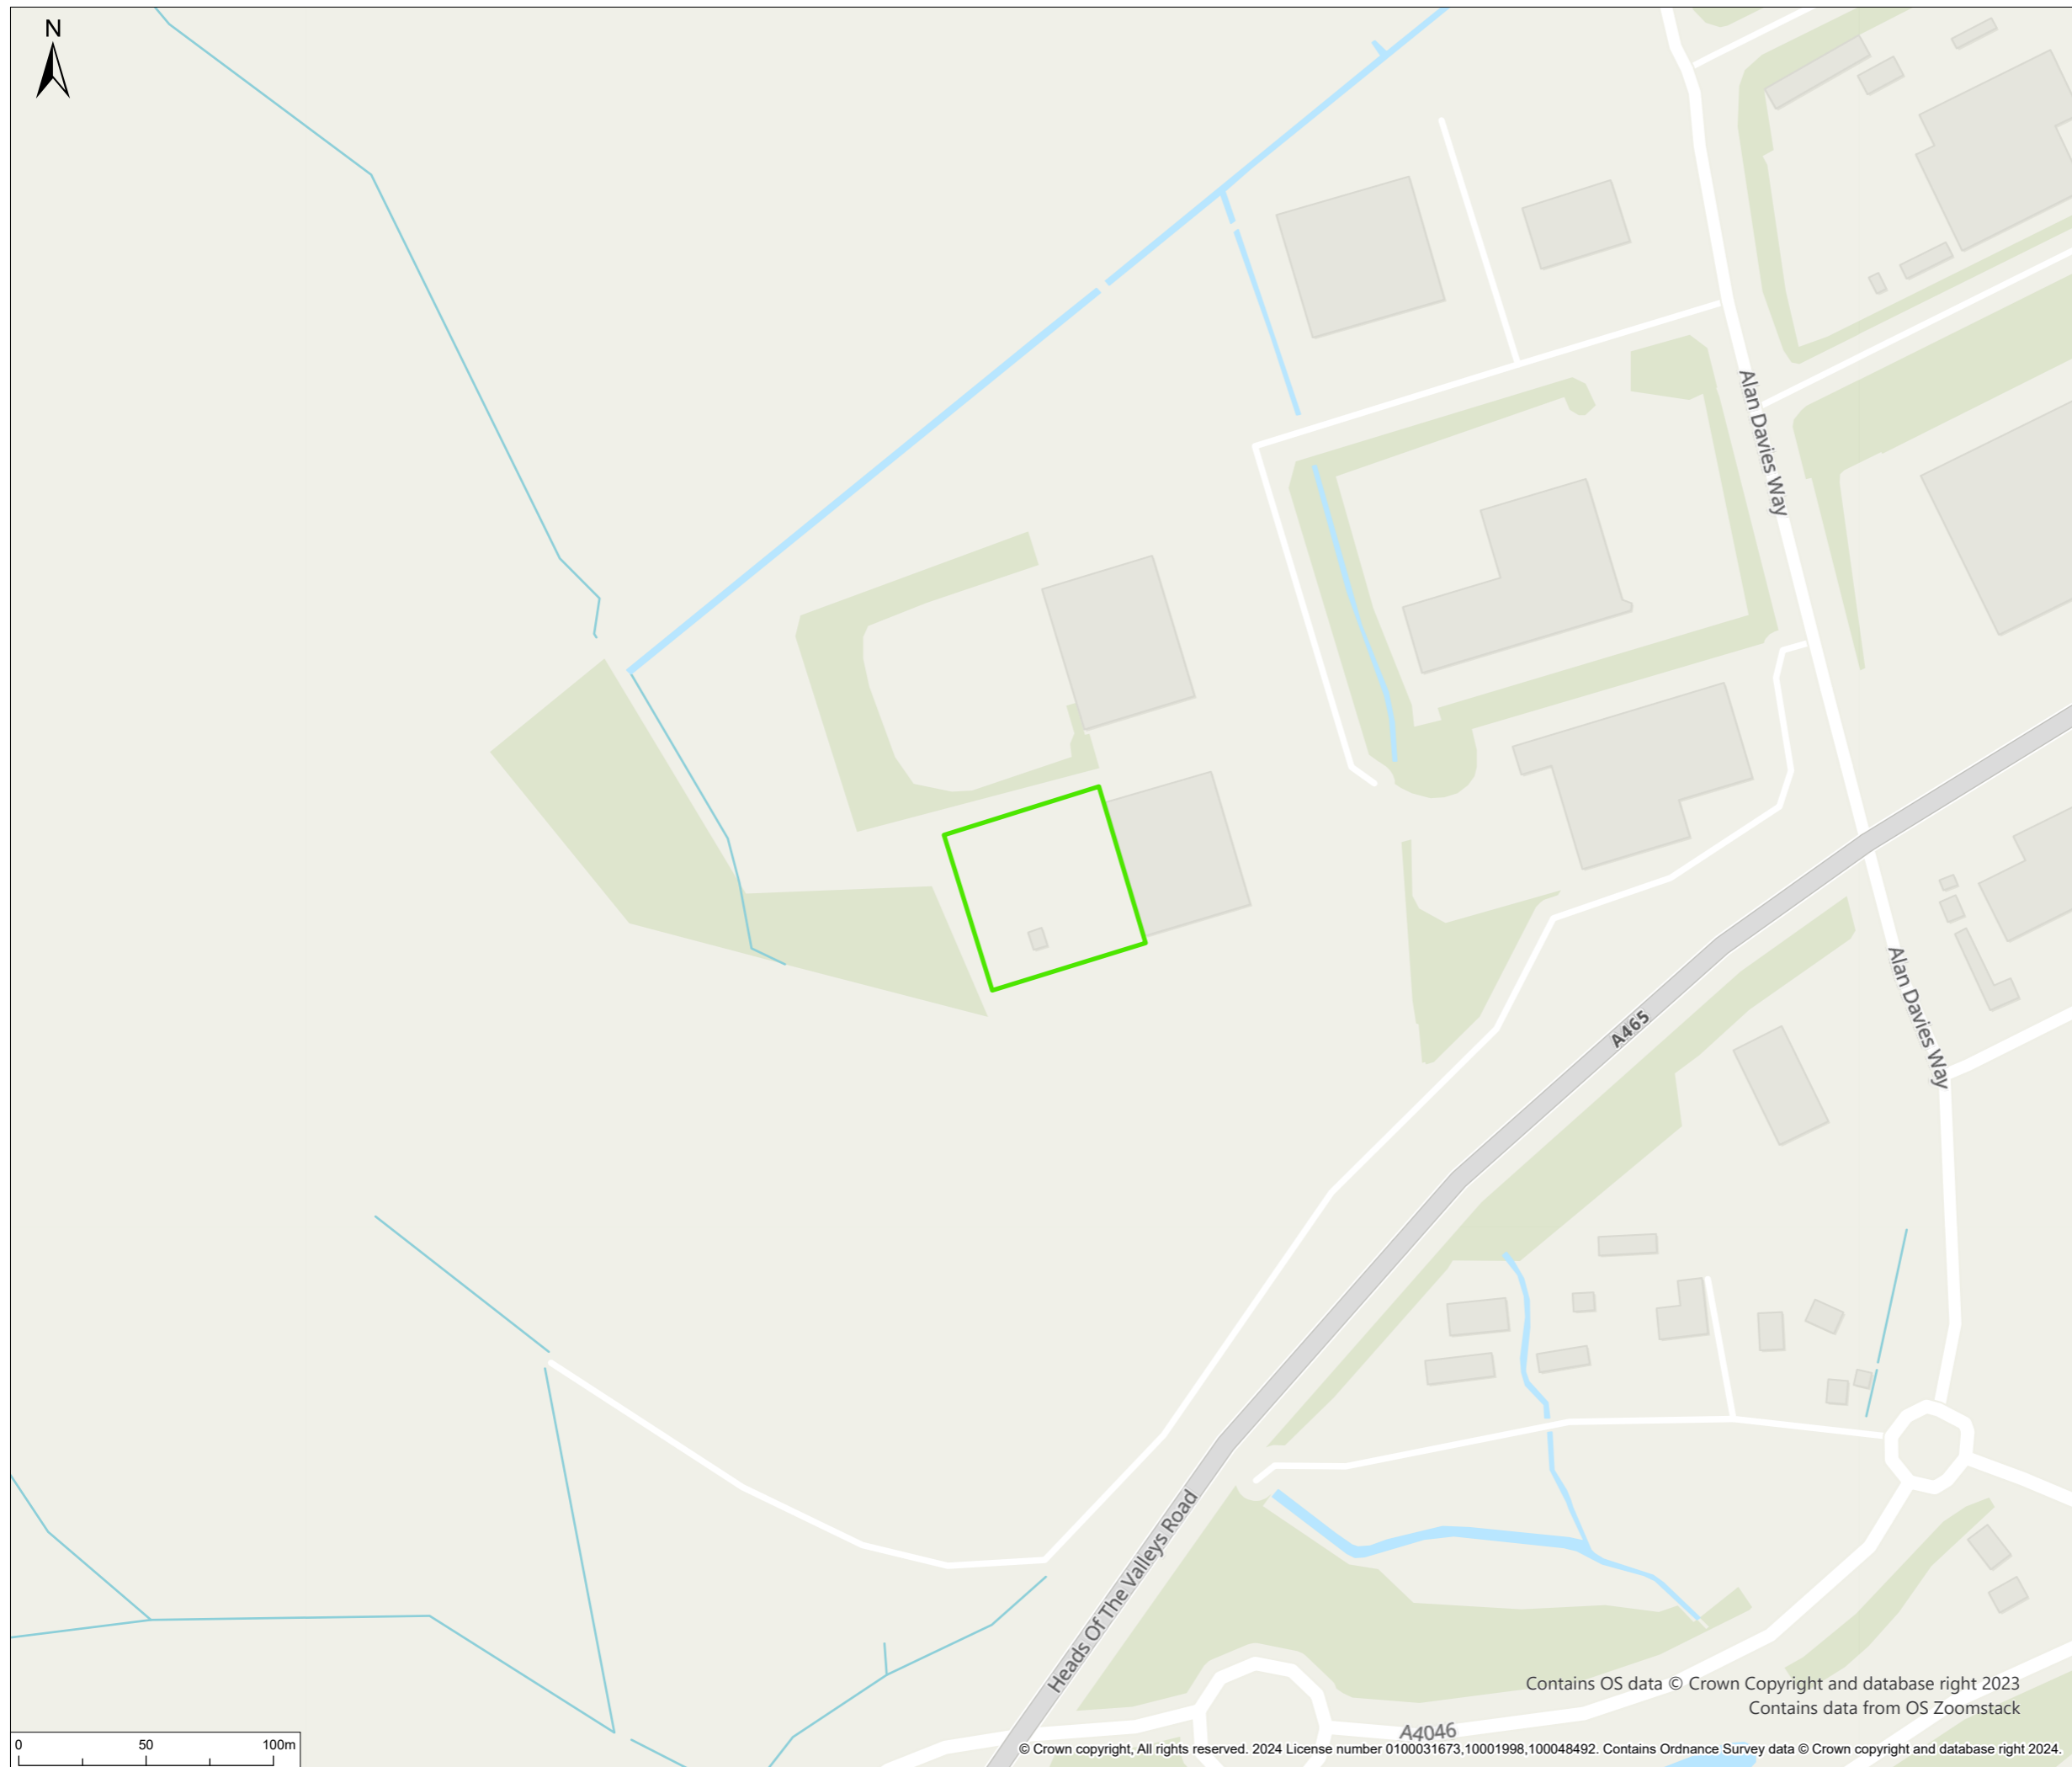 N
Alan Davies Way
Alan Davies Way
A465
Heads Of The Valleys Road
Contains OS data © Crown Copyright and database right 2023
Contains data from OS Zoomstack
A4046
0 50 100m
© Crown copyright, All rights reserved. 2024 License number 0100031673,10001998,100048492. Contains Ordnance Survey data © Crown copyright and database right 2024.